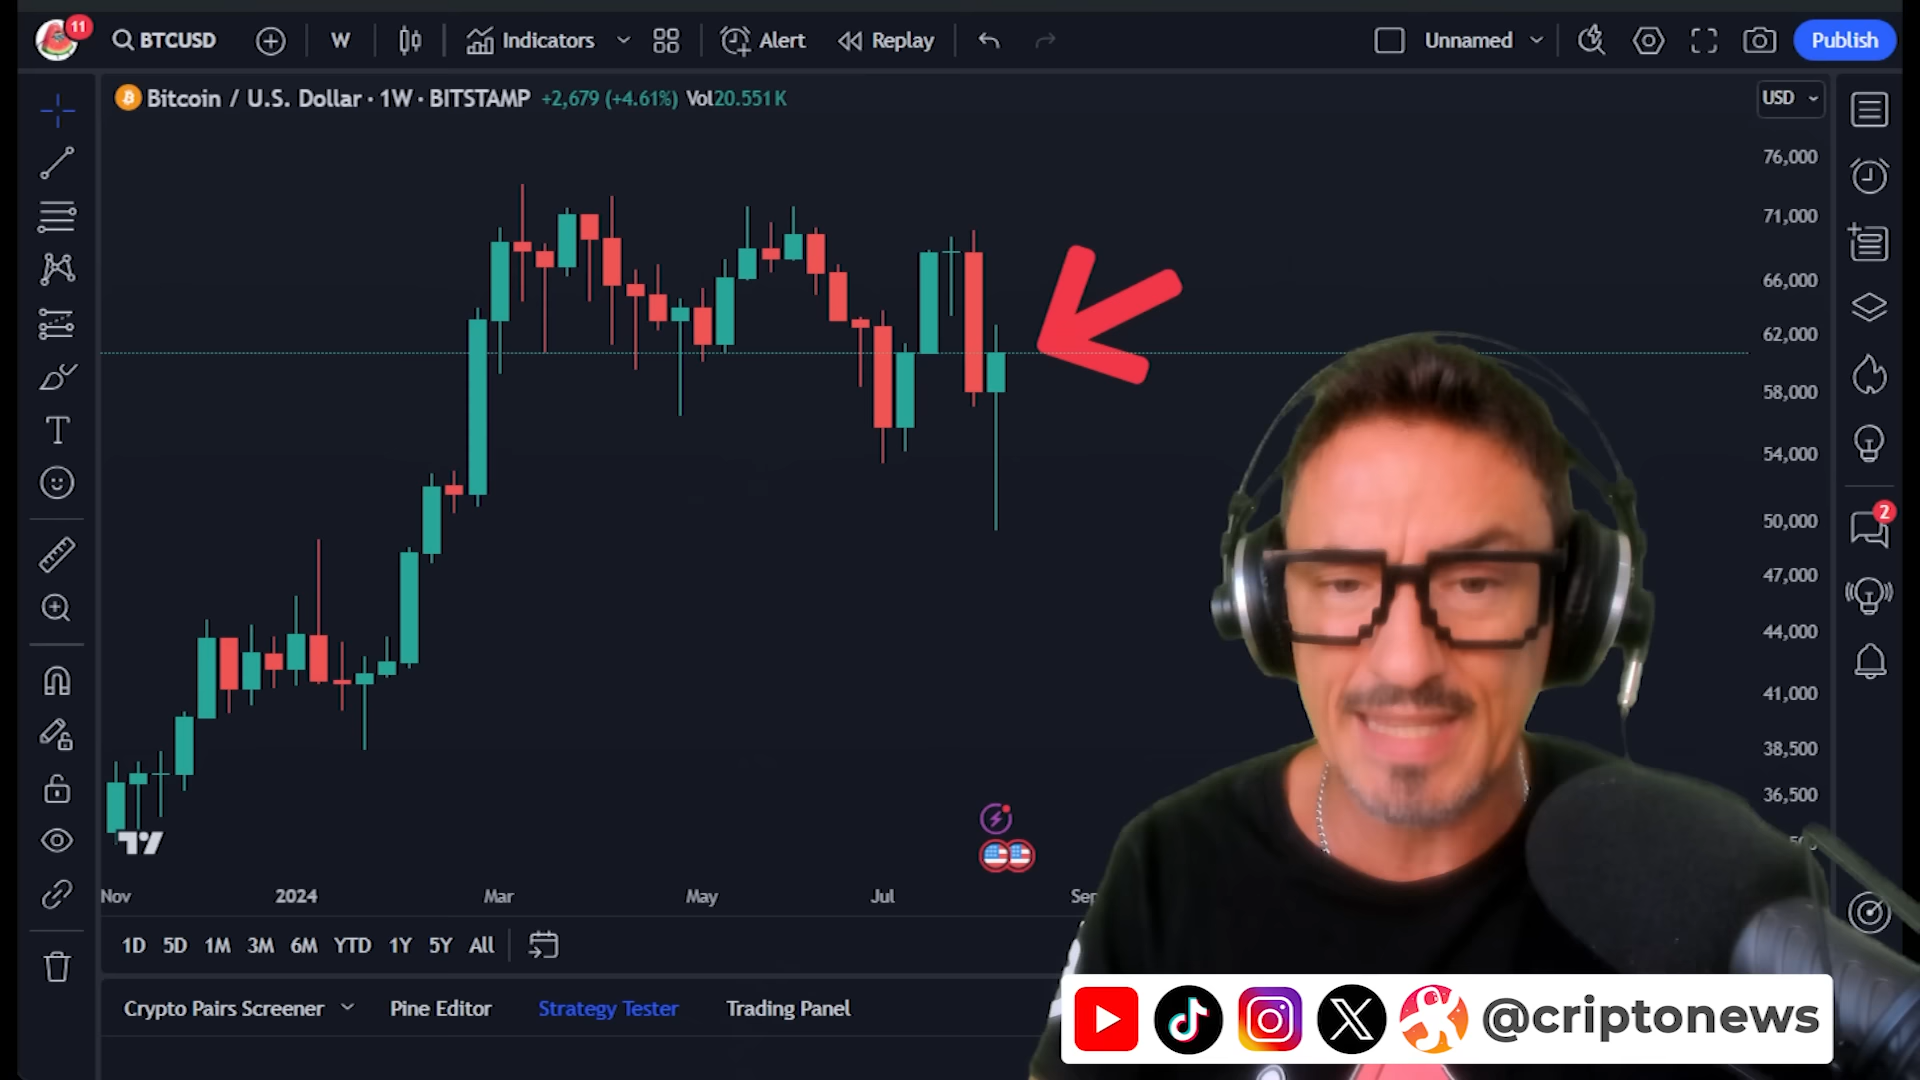 11
BTCUSD
W
Indicators
Alert
Replay
Unnamed
Publish
Bitcoin / U.S. Dollar · 1W · BITSTAMP +2,679 (+4.61%) Vol20.551 K
USD
76,000
71,000
66,000
62,000
58,000
54,000
50,000
47,000
44,000
41,000
38,500
36,500
2
Nov
2024
Mar
May
Jul
1D 5D 1M 3M 6M YTD 1Y 5Y All
Crypto Pairs Screener
Pine Editor
Strategy Tester
Trading Panel
@criptonews